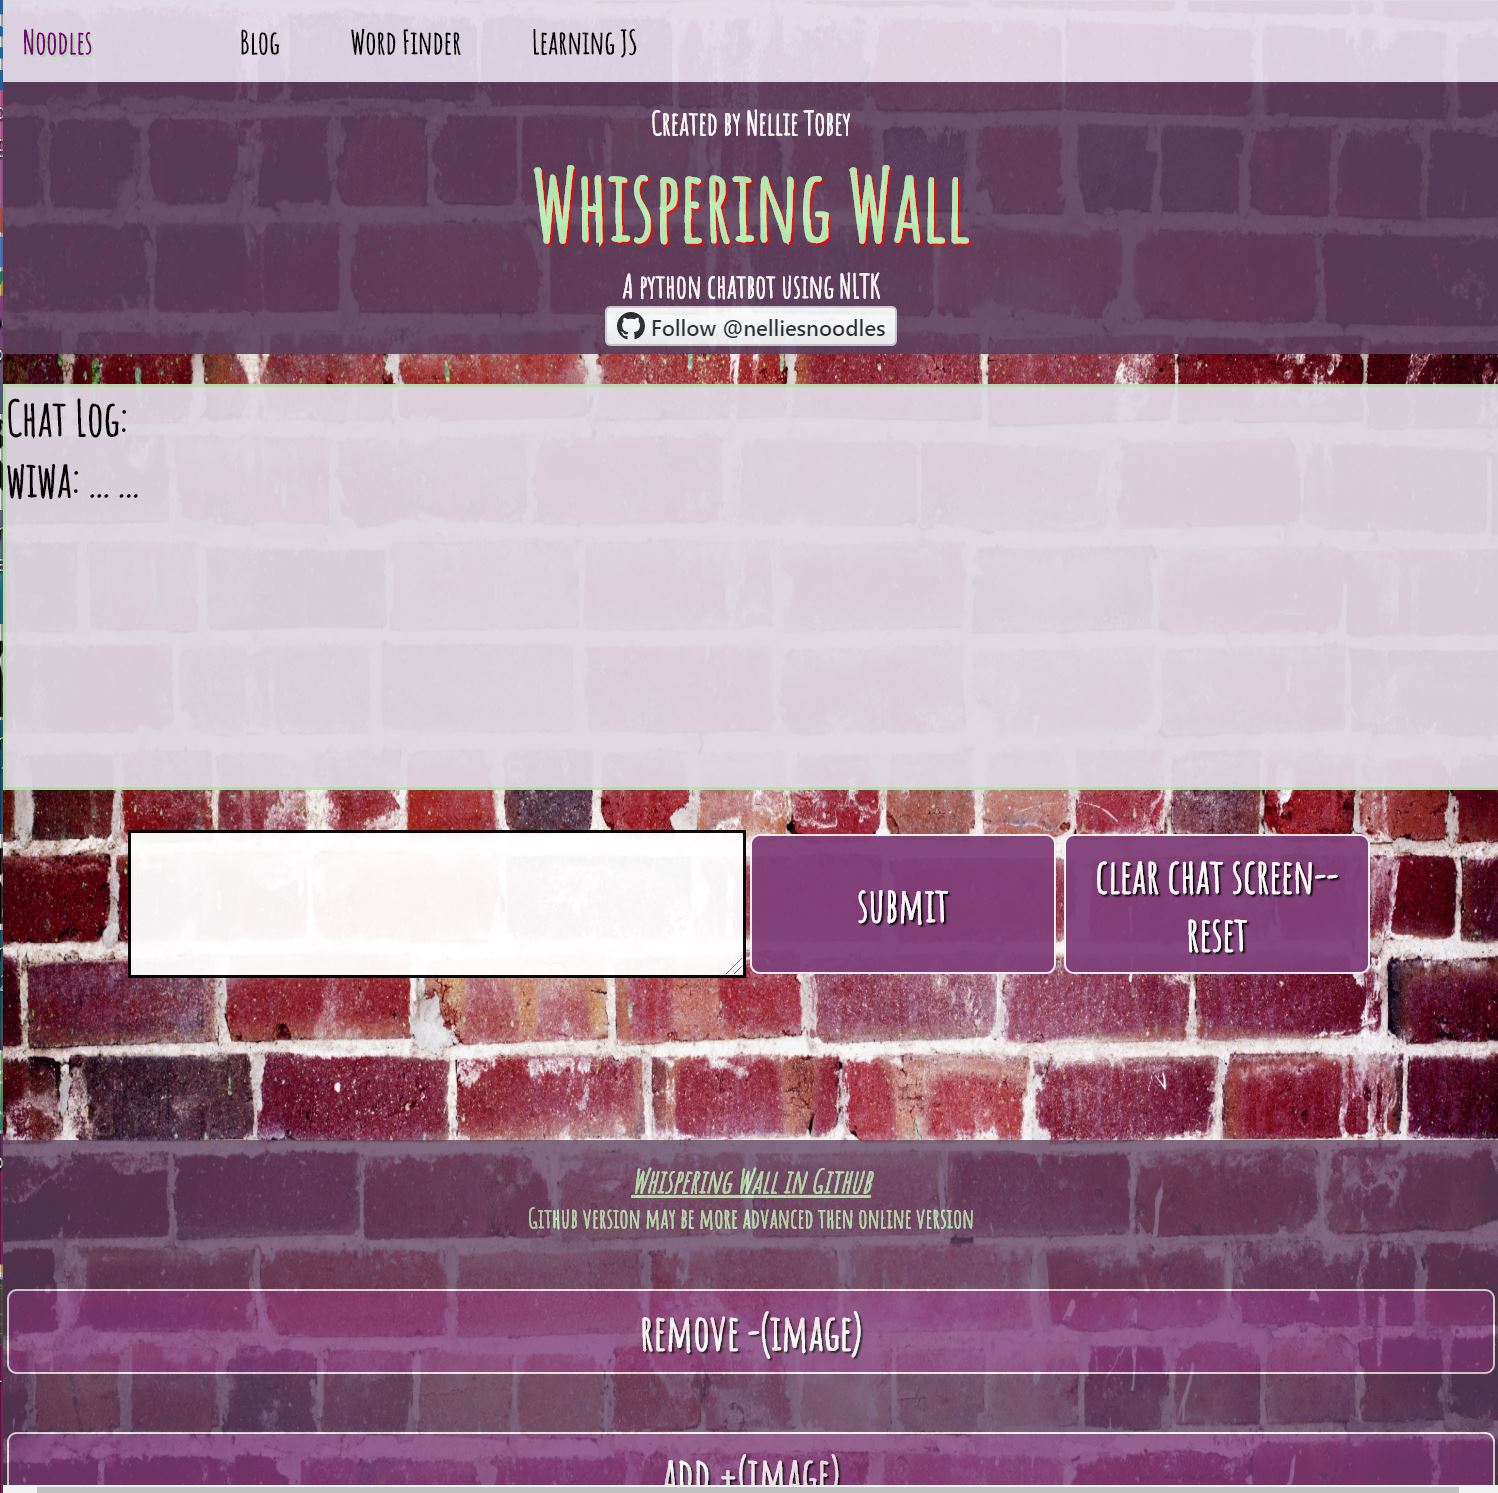 Noodles Blog Word Finder Learning JS
Created by Nellie Tobey
Whispering Wall
A python chatbot using NLTK
Follow @nelliesnoodles
Chat Log:
wiwa: ... ...
submit
clear chat screen--
reset
Whispering Wall in Github
Github version may be more advanced then online version
remove -(image)
add +(image)